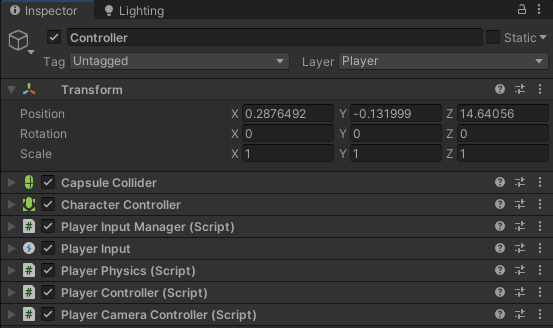 Inspector Lighting
Controller Static
Tag Untagged Layer Player
Transform
Position X 0.2876492 Y -0.131999 Z 14.64056
Rotation X 0 Y 0 Z 0
Scale X 1 Y 1 Z 1
Capsule Collider
Character Controller
# Player Input Manager (Script)
Player Input
# Player Physics (Script)
# Player Controller (Script)
# Player Camera Controller (Script)